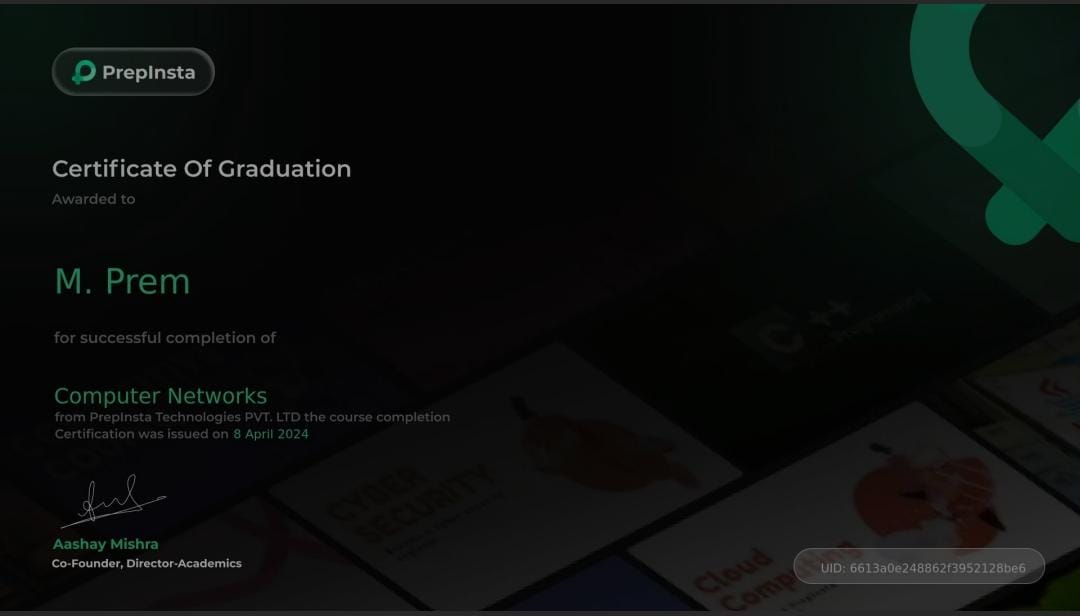 PrepInsta
Certificate Of Graduation
Awarded to
M. Prem
for successful completion of
Computer Networks
from PrepInsta Technologies PVT. LTD the course completion
Certification was issued on 8 April 2024
Aashay Mishra
Co-Founder, Director-Academics
C++
Programming
CYBER
SECURITY
Cloud
Computing
UID: 6613a0e248862f3952128be6